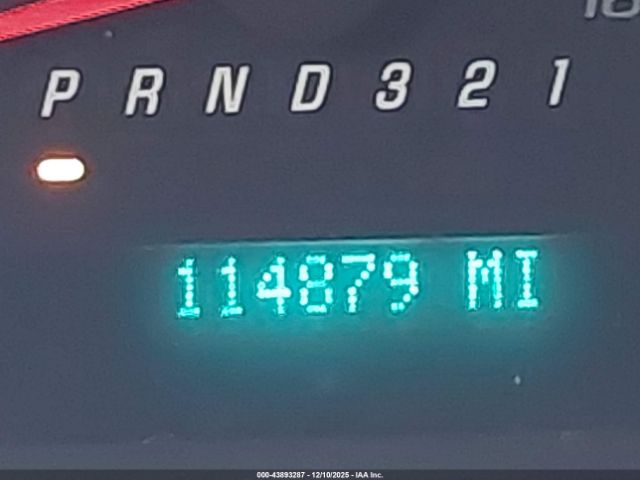 P R N D 3 2 1
114879 MI
000-43893287 - 12/10/2025 - IAA Inc.